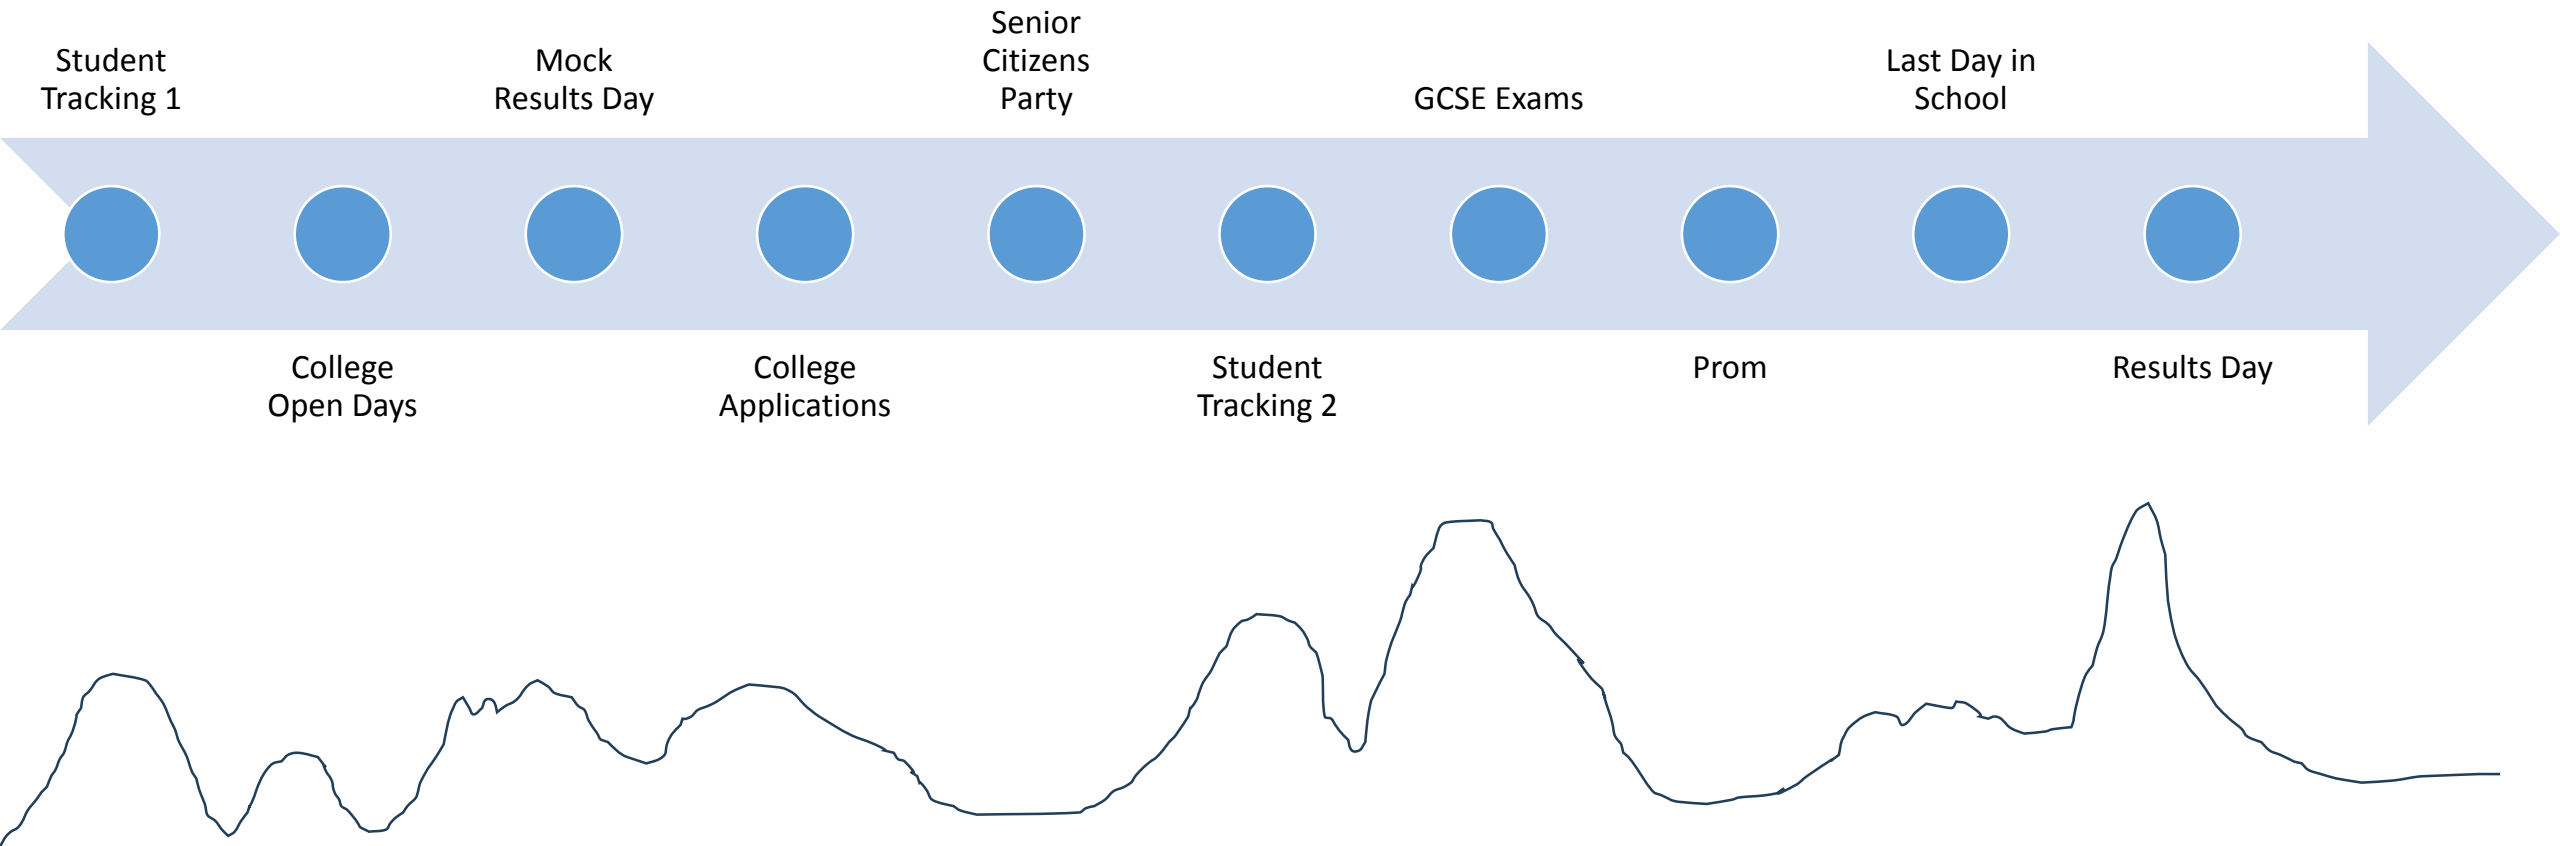 Student
Tracking 1
College
Open Days
Mock
Results Day
College
Applications
Senior
Citizens
Party
Student
Tracking 2
GCSE Exams
Prom
Last Day in
School
Results Day